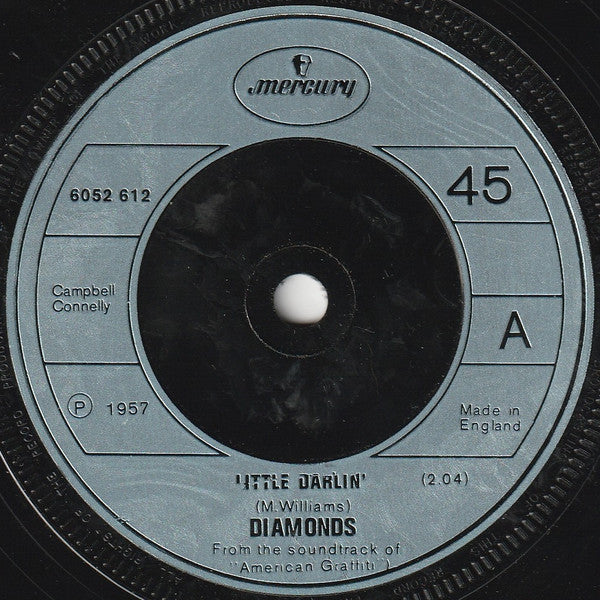 mercury
6052 612
45
Campbell
Connelly
A
Ⓟ 1957
Made in
England
'ITTLE DARLIN' (2.04)
(M.Williams)
DIAMONDS
From the soundtrack of
"American Graffiti")